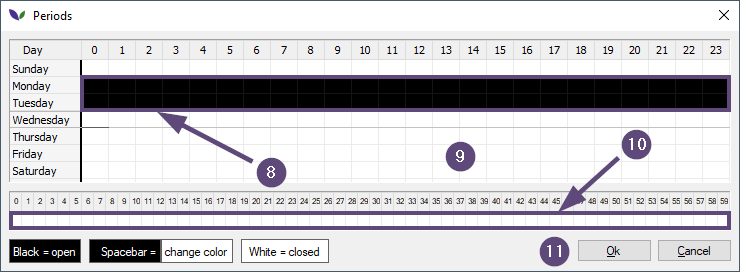 Periods
Day 0 1 2 3 4 5 6 7 8 9 10 11 12 13 14 15 16 17 18 19 20 21 22 23
Sunday
Monday
Tuesday
Wednesday
Thursday
Friday
Saturday
8
9
10
0 1 2 3 4 5 6 7 8 9 10 11 12 13 14 15 16 17 18 19 20 21 22 23 24 25 26 27 28 29 30 31 32 33 34 35 36 37 38 39 40 41 42 43 44 45 48 49 50 51 52 53 54 55 56 57 58 59
Black = open Spacebar = change color White = closed 11 Ok Cancel